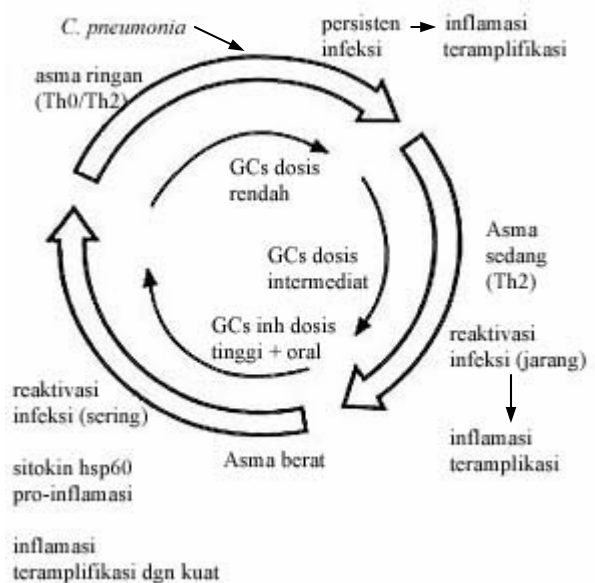 C. pneumonia
persisten
infeksi
inflamasi
teramplifikasi
asma ringan
(Th0/Th2)
GCs dosis
rendah
GCs dosis
intermediat
Asma
sedang
(Th2)
GCs inh dosis
tinggi + oral
reaktivasi
infeksi (jarang)
inflamasi
teramplikasi
Asma berat
reaktivasi
infeksi (sering)
sitokin hsp60
pro-inflamasi
inflamasi
teramplifikasi dgn kuat